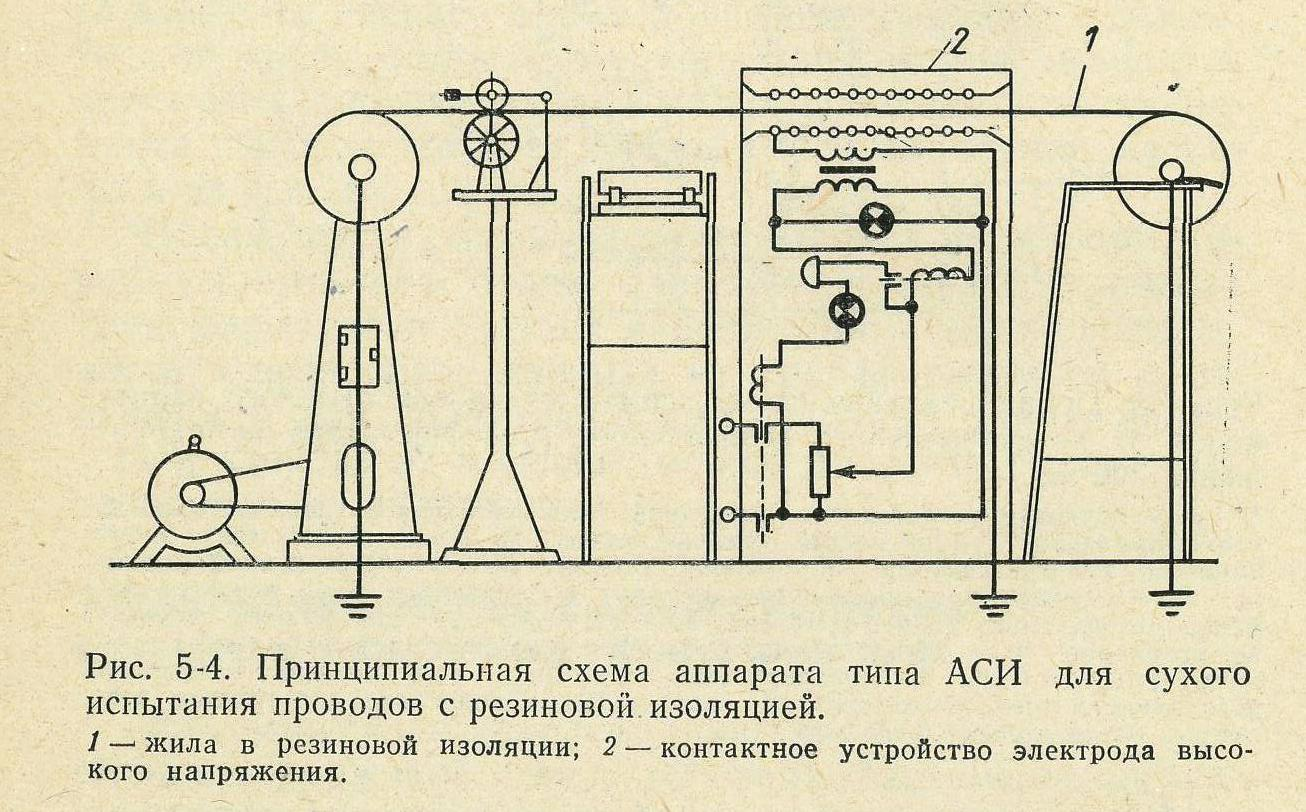 2
1
Рис. 5-4. Принципиальная схема аппарата типа АСИ для сухого
испытания проводов с резиновой изоляцией.
1 — жила в резиновой изоляции; 2 — контактное устройство электрода высо-
кого напряжения.